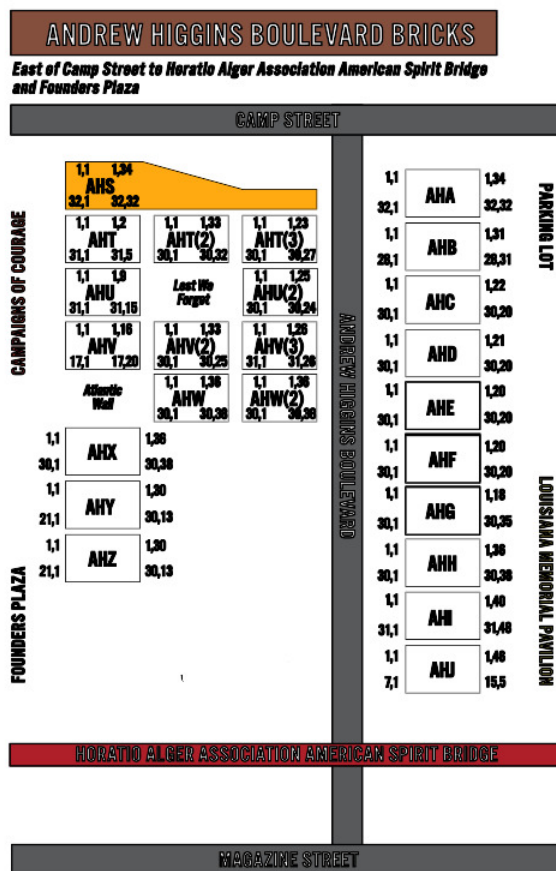 ANDREW HIGGINS BOULEVARD BRICKS
East of Camp Street to Horatio Alger Association American Spirit Bridge
and Founders Plaza
CAMP STREET
1,1 1,34
AHS
32,1 32,32
1,1 1,2
AHT
31,1 31,5
1,1 1,33
AHT(2)
30,1 30,32
1,1 1,23
AHT(3)
30,1 30,27
1,1 1,9
AHU
31,1 31,15
Lest We
Forget
1,1 1,25
AHU(2)
30,1 30,24
1,1 1,16
AHV
17,1 17,20
1,1 1,33
AHV(2)
30,1 30,25
1,1 1,26
AHV(3)
31,1 31,26
Atlantic
Wall
1,1 1,36
AHW
30,1 30,38
1,1 1,36
AHW(2)
30,1 30,38
1,1 1,36
AHX
30,1 30,38
1,1 1,30
AHY
21,1 30,13
1,1 1,30
AHZ
21,1 30,13
CAMPAIGNS OF COURAGE
FOUNDERS PLAZA
ANDREW HIGGINS BOULEVARD
1,1 1,34
AHA
32,1 32,32
1,1 1,31
AHB
28,1 28,31
1,1 1,22
AHC
30,1 30,20
1,1 1,21
AHD
30,1 30,20
1,1 1,20
AHE
30,1 30,20
1,1 1,20
AHF
30,1 30,20
1,1 1,18
AHG
30,1 30,35
1,1 1,36
AHH
30,1 30,38
1,1 1,40
AHI
31,1 31,48
1,1 1,48
AHJ
7,1 15,5
PARKING LOT
LOUISIANA MEMORIAL PAVILION
HORATIO ALGER ASSOCIATION AMERICAN SPIRIT BRIDGE
MAGAZINE STREET